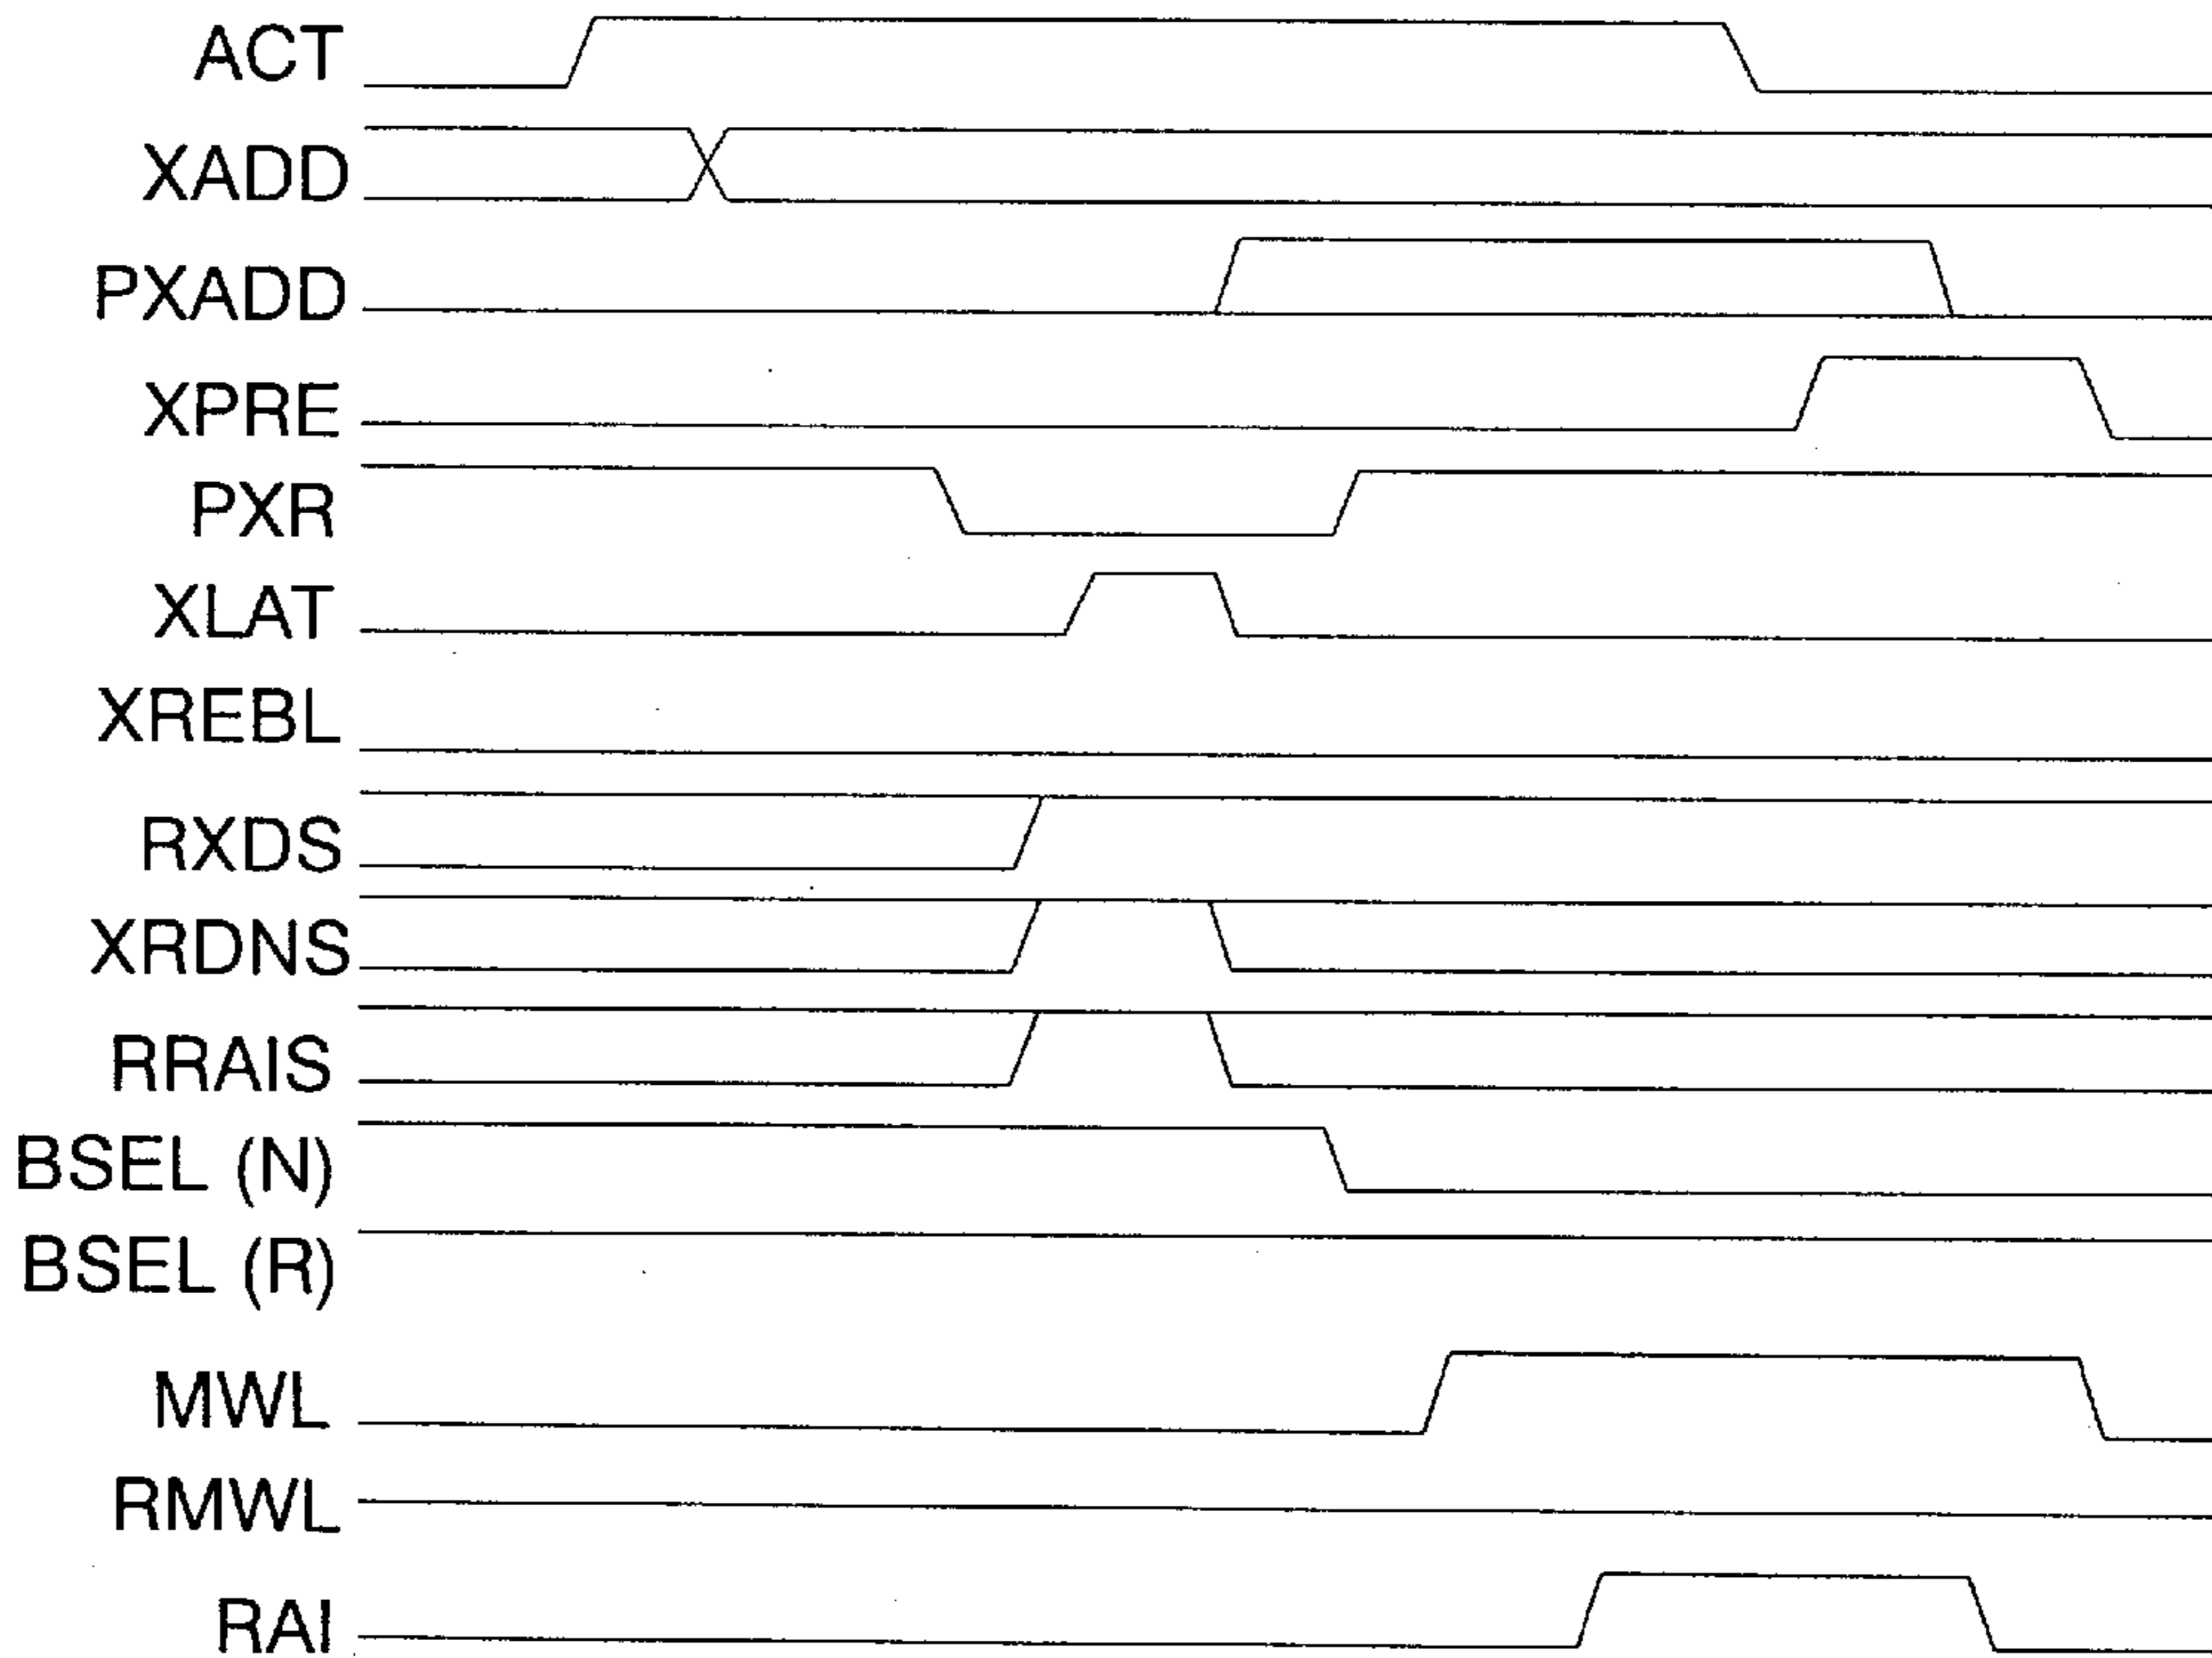 ACT
XADD
PXADD
XPRE
PXR
XLAT
XREBL
RXDS
XRDNS
RRAIS
BSEL (N)
BSEL (R)
MWL
RMWL
RAI